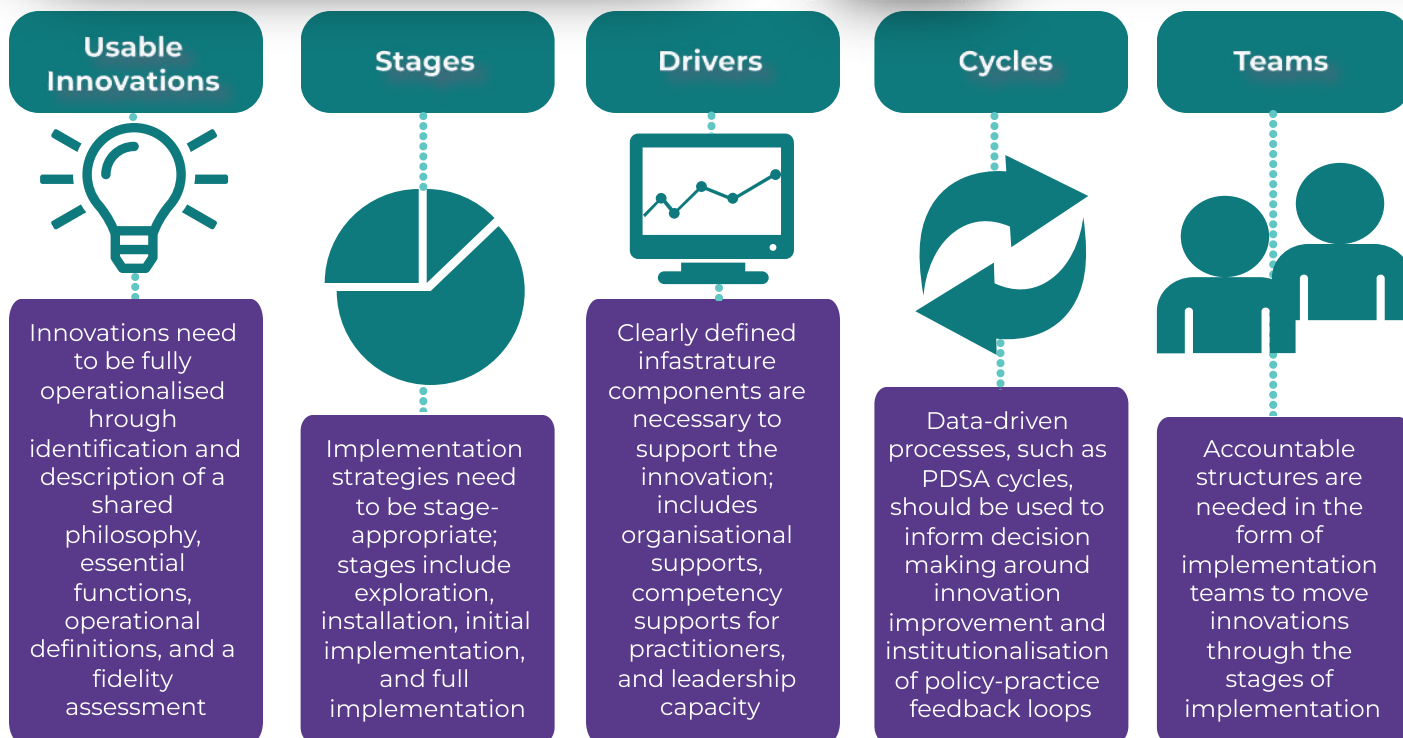 Usable
Innovations
Innovations need
to be fully
operationalised
hrough
identification and
description of a
shared
philosophy,
essential
functions,
operational
definitions, and a
fidelity
assessment
Stages
Implementation
strategies need
to be stage-
appropriate;
stages include
exploration,
installation, initial
implementation,
and full
implementation
Drivers
Clearly defined
infastrature
components are
necessary to
support the
innovation;
includes
organisational
supports,
competency
supports for
practitioners,
and leadership
capacity
Cycles
Data-driven
processes, such as
PDSA cycles,
should be used to
inform decision
making around
innovation
improvement and
institutionalisation
of policy-practice
feedback loops
Teams
Accountable
structures are
needed in the
form of
implementation
teams to move
innovations
through the
stages of
implementation